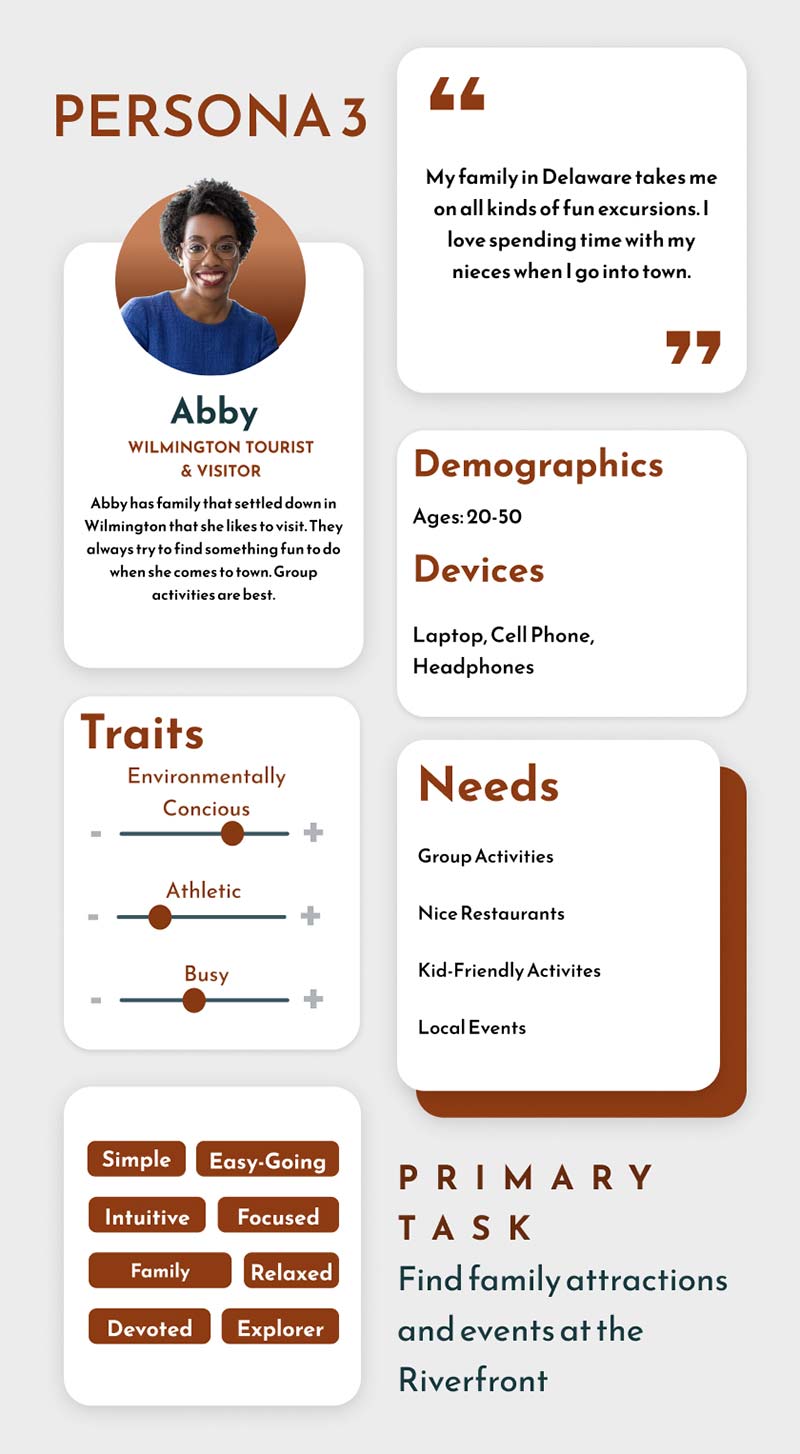 PERSONA 3
“
My family in Delaware takes me
on all kinds of fun excursions. I
love spending time with my
nieces when I go into town.
”
Abby
WILMINGTON TOURIST
& VISITOR
Abby has family that settled down in
Wilmington that she likes to visit. They
always try to find something fun to do
when she comes to town. Group
activities are best.
Demographics
Ages: 20-50
Devices
Laptop, Cell Phone,
Headphones
Traits
Environmentally
Concious
- +
Athletic
- +
Busy
- +
Needs
Group Activities
Nice Restaurants
Kid-Friendly Activites
Local Events
Simple Easy-Going
Intuitive Focused
Family Relaxed
Devoted Explorer
PRIMARY
TASK
Find family attractions
and events at the
Riverfront